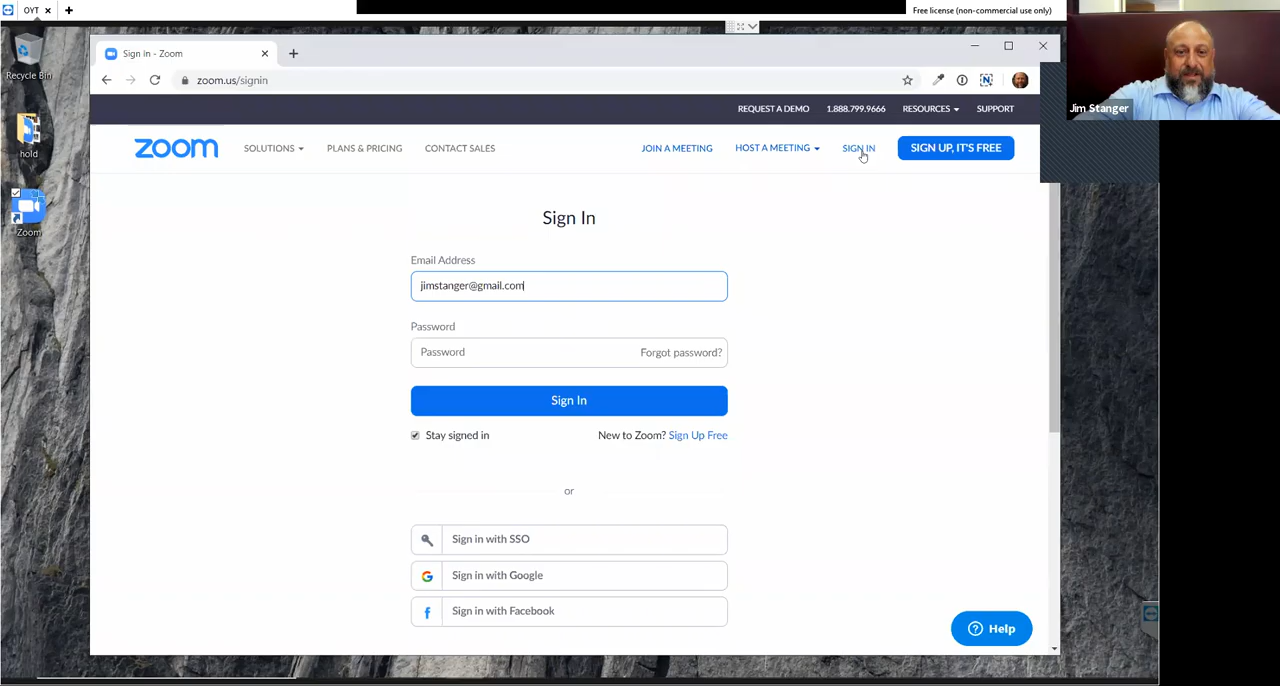 OYT
Free license (non-commercial use only)
Recycle Bin
hold
Zoom
Jim Stanger
Sign in - Zoom
zoom.us/signin
REQUEST A DEMO 1.888.799.9666 RESOURCES SUPPORT
zoom SOLUTIONS PLANS & PRICING CONTACT SALES JOIN A MEETING HOST A MEETING SIGN IN SIGN UP, IT'S FREE
Sign In
Email Address
jimstanger@gmail.com
Password
Password Forgot password?
Sign In
Stay signed in New to Zoom? Sign Up Free
or
Sign in with SSO
Sign in with Google
Sign in with Facebook
Help